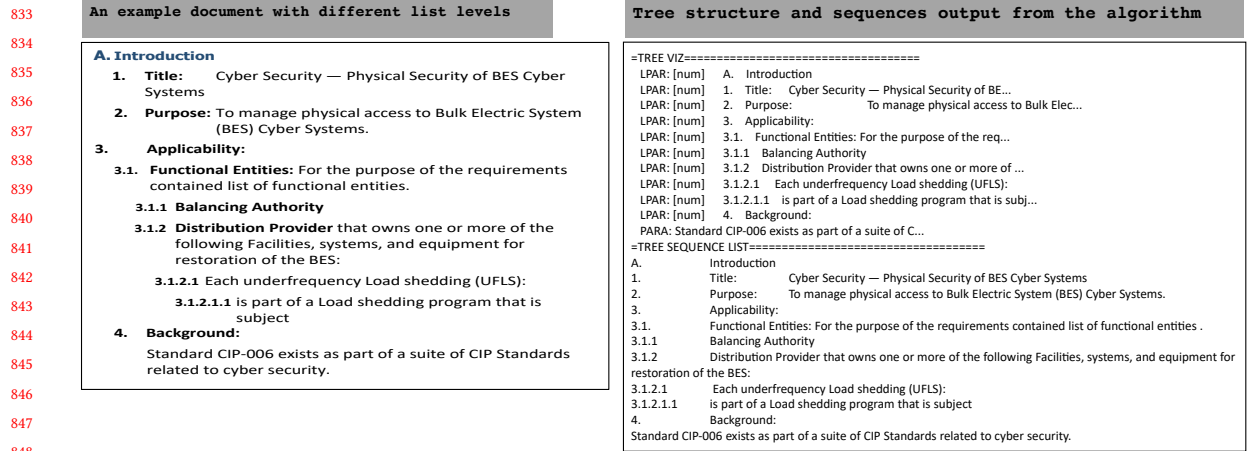 833
834
835
836
837
838
839
840
841
842
843
844
845
846
847
An example document with different list levels
A. Introduction
1. Title: Cyber Security — Physical Security of BES Cyber
Systems
2. Purpose: To manage physical access to Bulk Electric System
(BES) Cyber Systems.
3. Applicability:
3.1. Functional Entities: For the purpose of the requirements
contained list of functional entities.
3.1.1 Balancing Authority
3.1.2 Distribution Provider that owns one or more of the
following Facilities, systems, and equipment for
restoration of the BES:
3.1.2.1 Each underfrequency Load shedding (UFLS):
3.1.2.1.1 is part of a Load shedding program that is
subject
4. Background:
Standard CIP-006 exists as part of a suite of CIP Standards
related to cyber security.
Tree structure and sequences output from the algorithm
=TREE VIZ====================================
LPAR: [num] A. Introduction
LPAR: [num] 1. Title: Cyber Security — Physical Security of BE...
LPAR: [num] 2. Purpose: To manage physical access to Bulk Elec...
LPAR: [num] 3. Applicability:
LPAR: [num] 3.1. Functional Entities: For the purpose of the req...
LPAR: [num] 3.1.1 Balancing Authority
LPAR: [num] 3.1.2 Distribution Provider that owns one or more of ...
LPAR: [num] 3.1.2.1 Each underfrequency Load shedding (UFLS):
LPAR: [num] 3.1.2.1.1 is part of a Load shedding program that is subj...
LPAR: [num] 4. Background:
PARA: Standard CIP-006 exists as part of a suite of C...
=TREE SEQUENCE LIST====================================
A. Introduction
1. Title: Cyber Security — Physical Security of BES Cyber Systems
2. Purpose: To manage physical access to Bulk Electric System (BES) Cyber Systems.
3. Applicability:
3.1. Functional Entities: For the purpose of the requirements contained list of functional entities .
3.1.1 Balancing Authority
3.1.2 Distribution Provider that owns one or more of the following Facilities, systems, and equipment for
restoration of the BES:
3.1.2.1 Each underfrequency Load shedding (UFLS):
3.1.2.1.1 is part of a Load shedding program that is subject
4. Background:
Standard CIP-006 exists as part of a suite of CIP Standards related to cyber security.